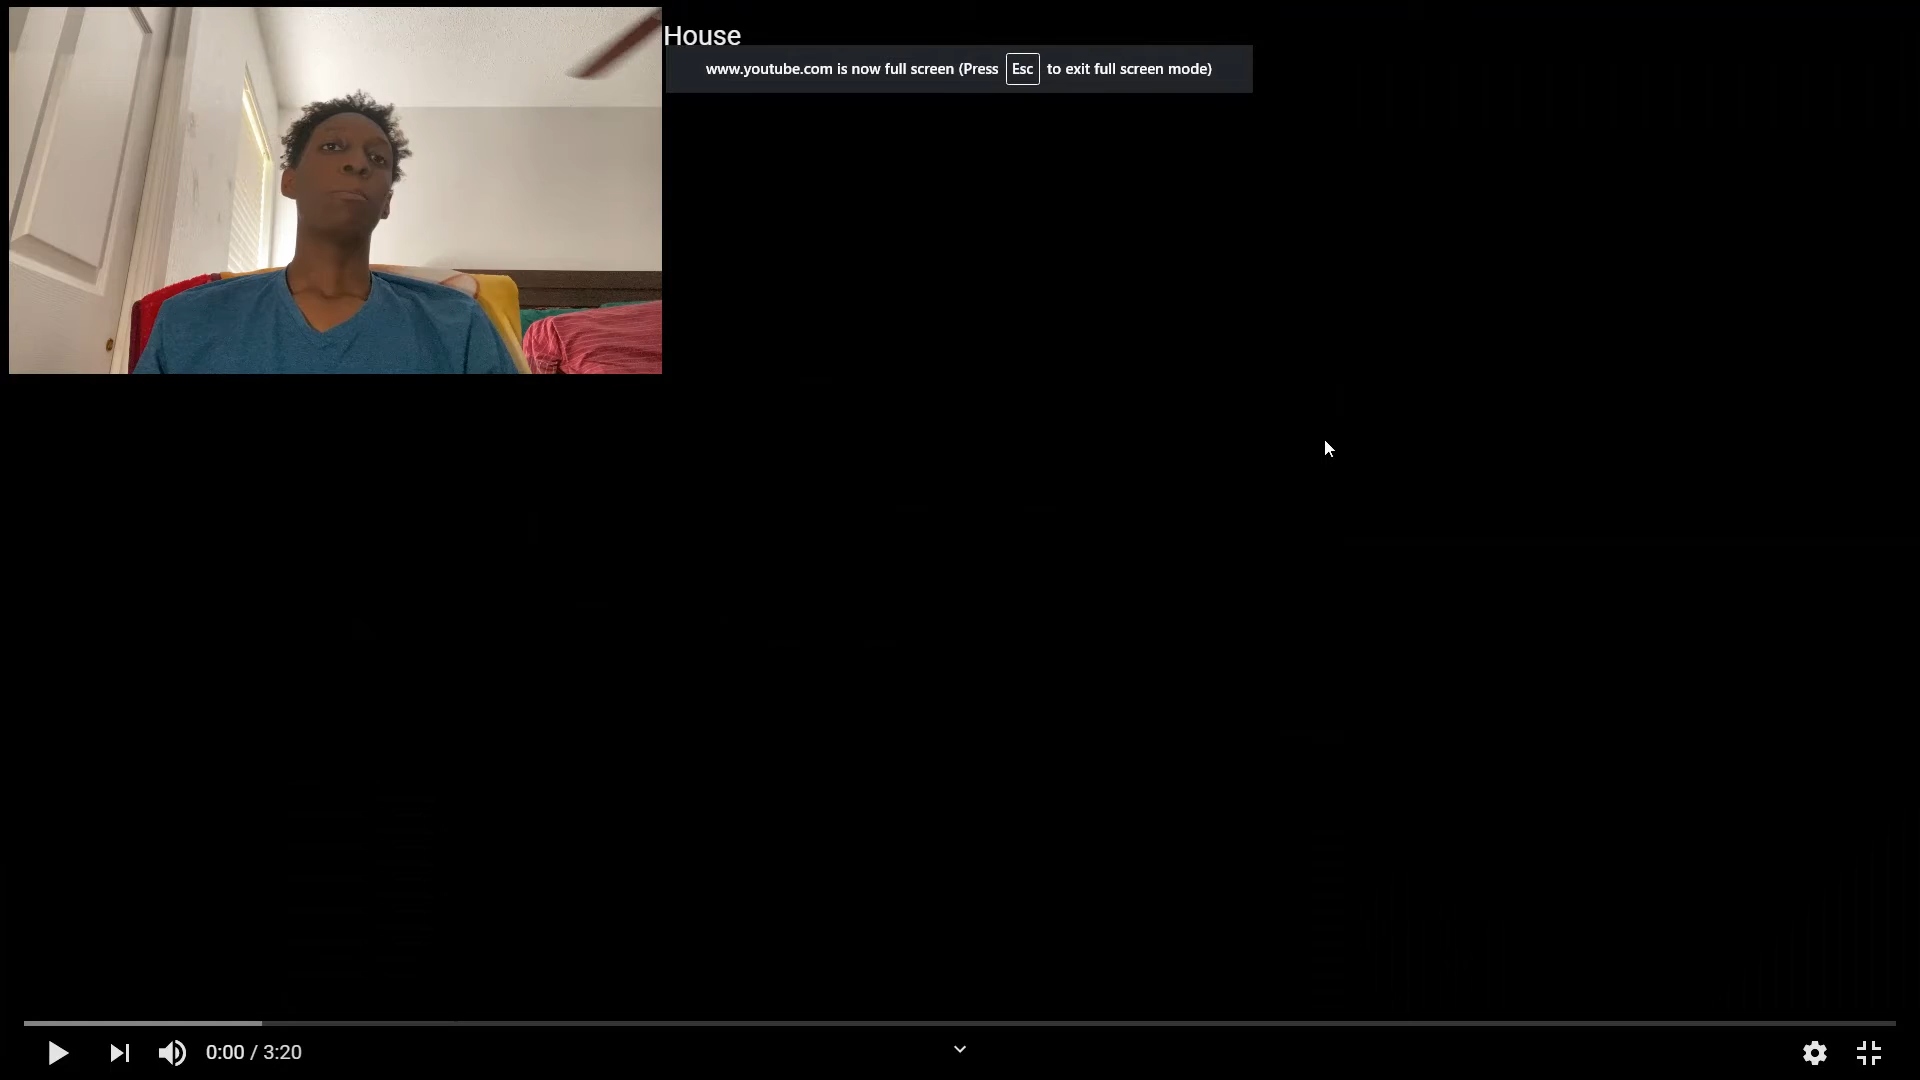 House
www.youtube.com is now full screen (Press Esc to exit full screen mode)
0:00 / 3:20